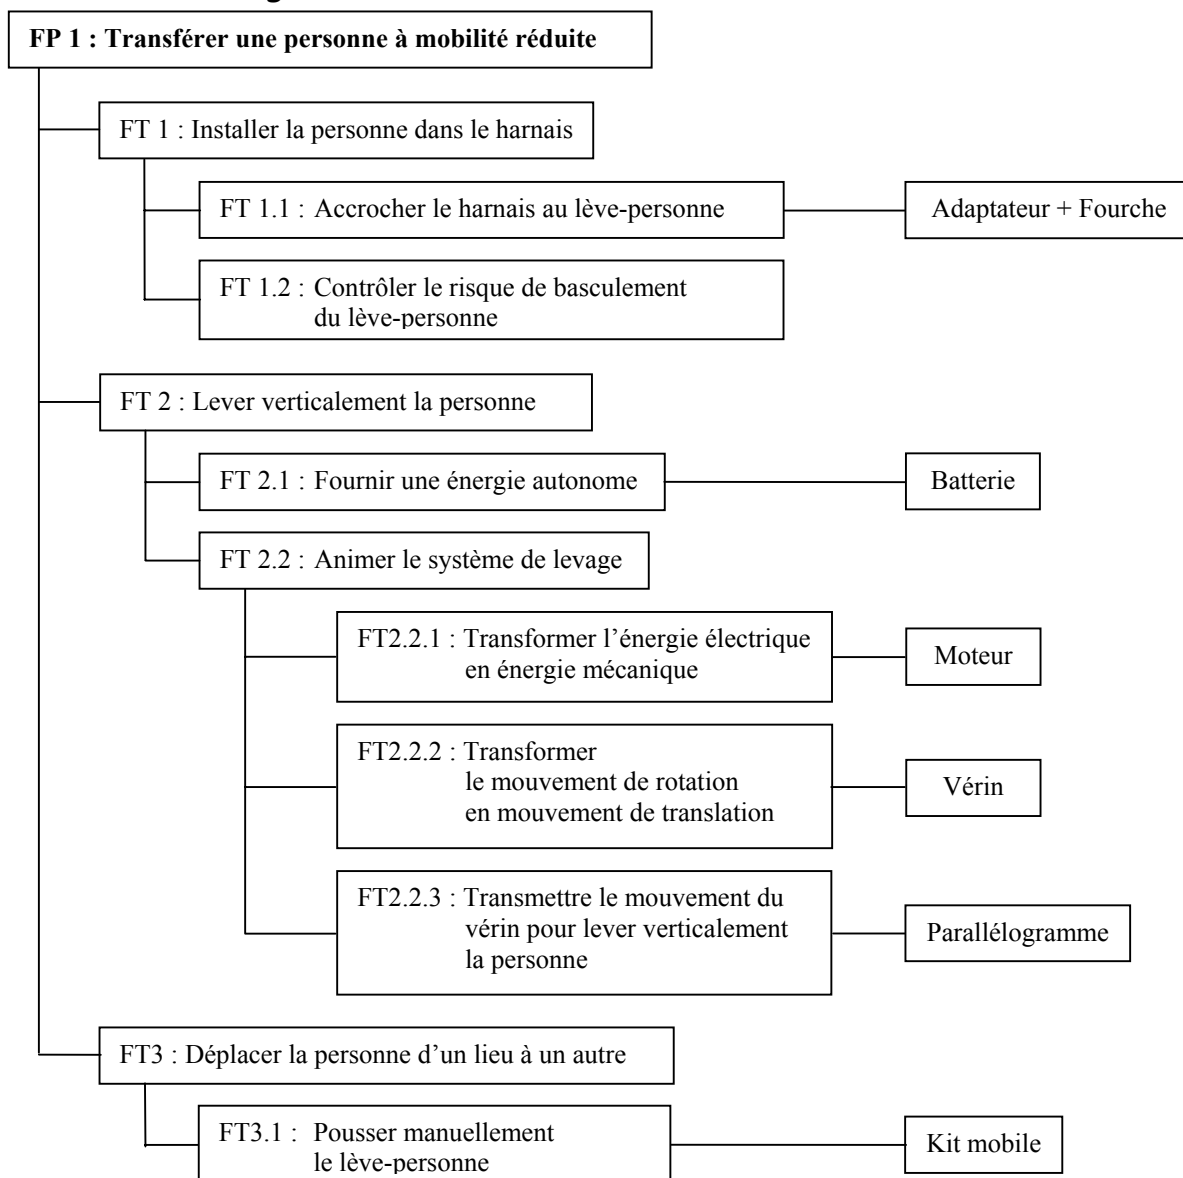 FP 1 : Transférer une personne à mobilité réduite
FT 1 : Installer la personne dans le harnais
FT 1.1 : Accrocher le harnais au lève-personne
Adaptateur + Fourche
FT 1.2 : Contrôler le risque de basculement
du lève-personne
FT 2 : Lever verticalement la personne
FT 2.1 : Fournir une énergie autonome
Batterie
FT 2.2 : Animer le système de levage
FT2.2.1 : Transformer l’énergie électrique
en énergie mécanique
Moteur
FT2.2.2 : Transformer
le mouvement de rotation
en mouvement de translation
Vérin
FT2.2.3 : Transmettre le mouvement du
vérin pour lever verticalement
la personne
Parallélogramme
FT3 : Déplacer la personne d’un lieu à un autre
FT3.1 : Pousser manuellement
le lève-personne
Kit mobile